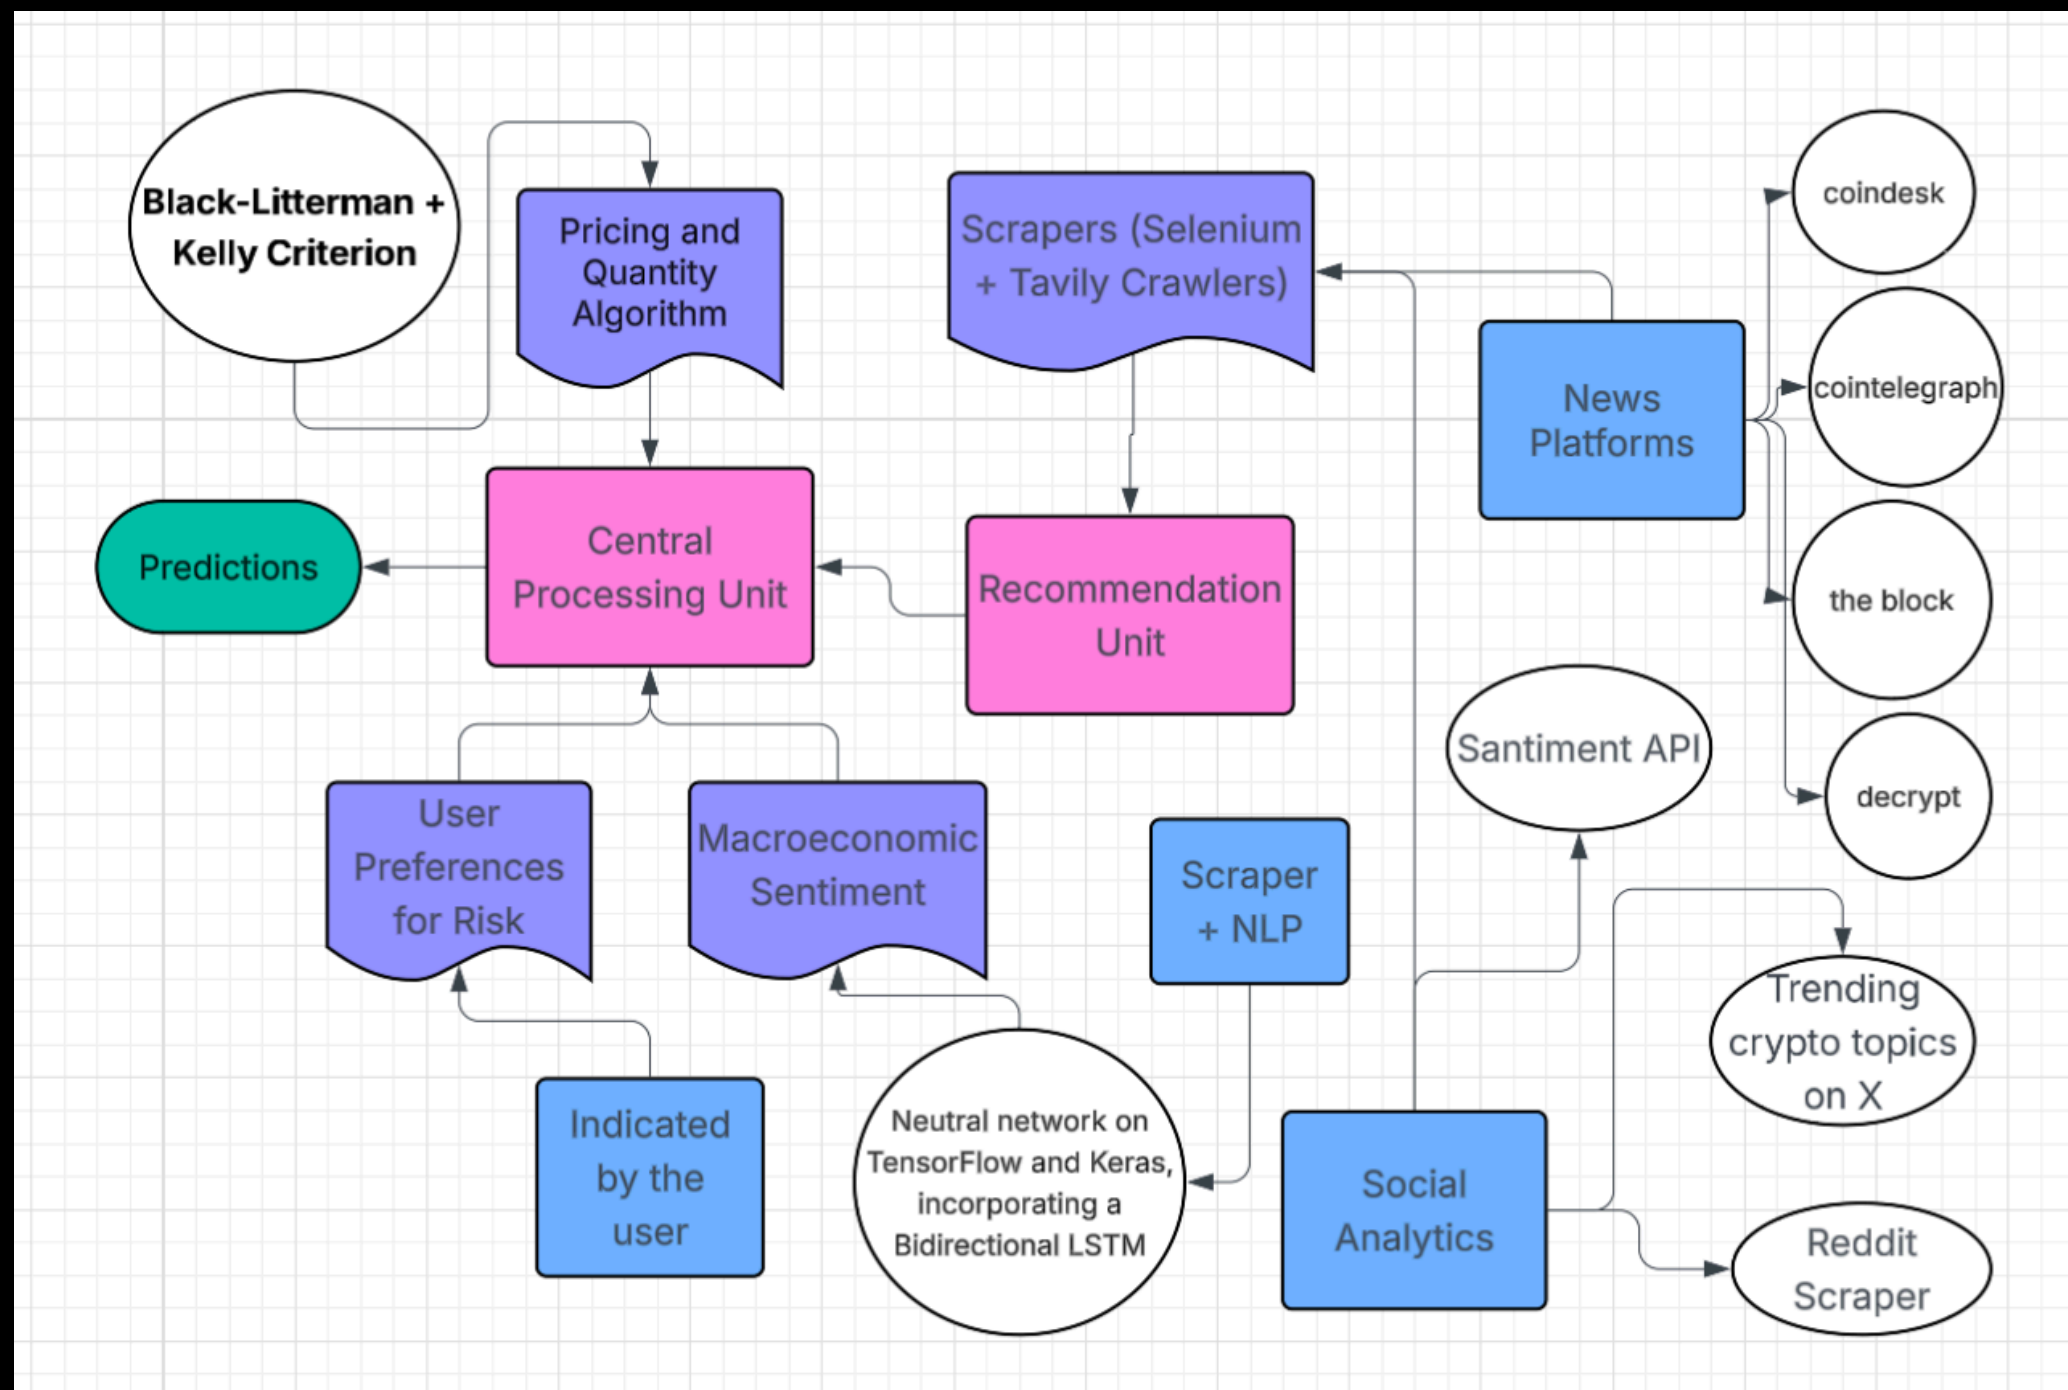 Black-Litterman +
Kelly Criterion
Pricing and
Quantity
Algorithm
Scrapers (Selenium
+ Tavily Crawlers)
News
Platforms
coindesk
cointelegraph
the block
decrypt
Predictions
Central
Processing Unit
Recommendation
Unit
Santiment API
User
Preferences
for Risk
Macroeconomic
Sentiment
Scraper
+ NLP
Trending
crypto topics
on X
Indicated
by the
user
Neutral network on
TensorFlow and Keras,
incorporating a
Bidirectional LSTM
Social
Analytics
Reddit
Scraper